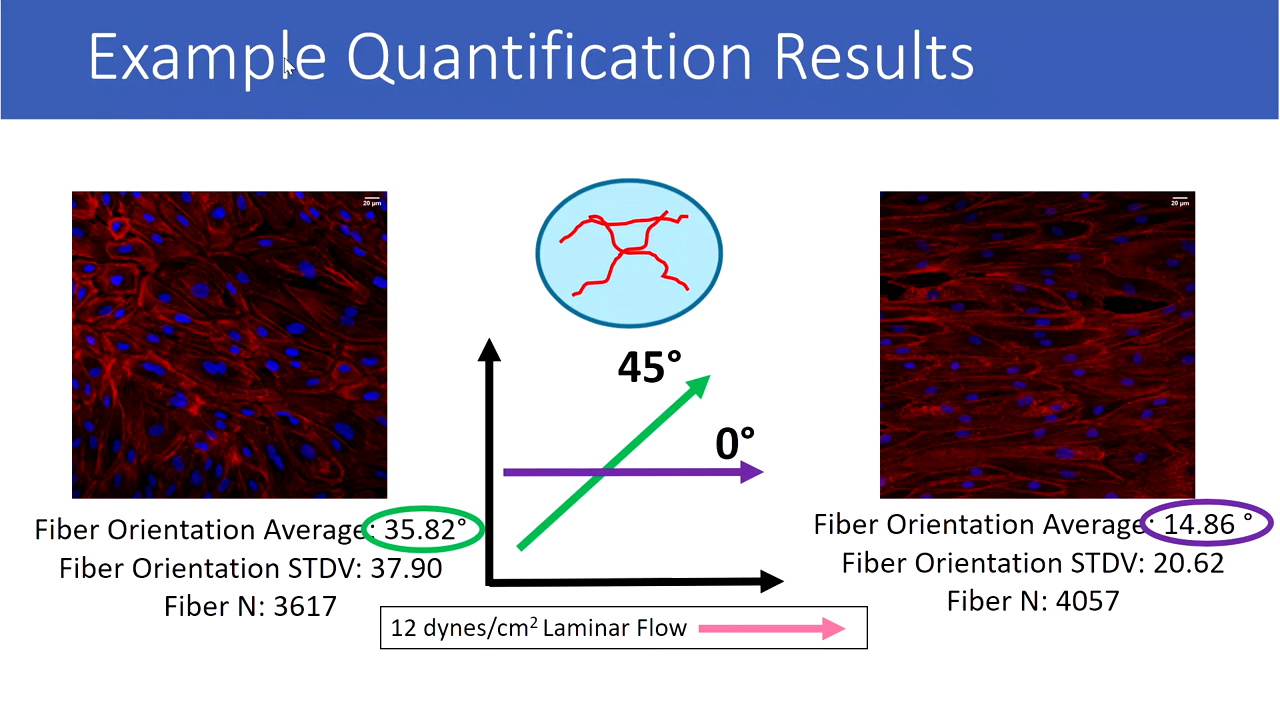 Example Quantification Results
20 µm
20 µm
45°
0°
Fiber Orientation Average: 35.82°
Fiber Orientation STDV: 37.90
Fiber N: 3617
Fiber Orientation Average: 14.86 °
Fiber Orientation STDV: 20.62
Fiber N: 4057
12 dynes/cm² Laminar Flow